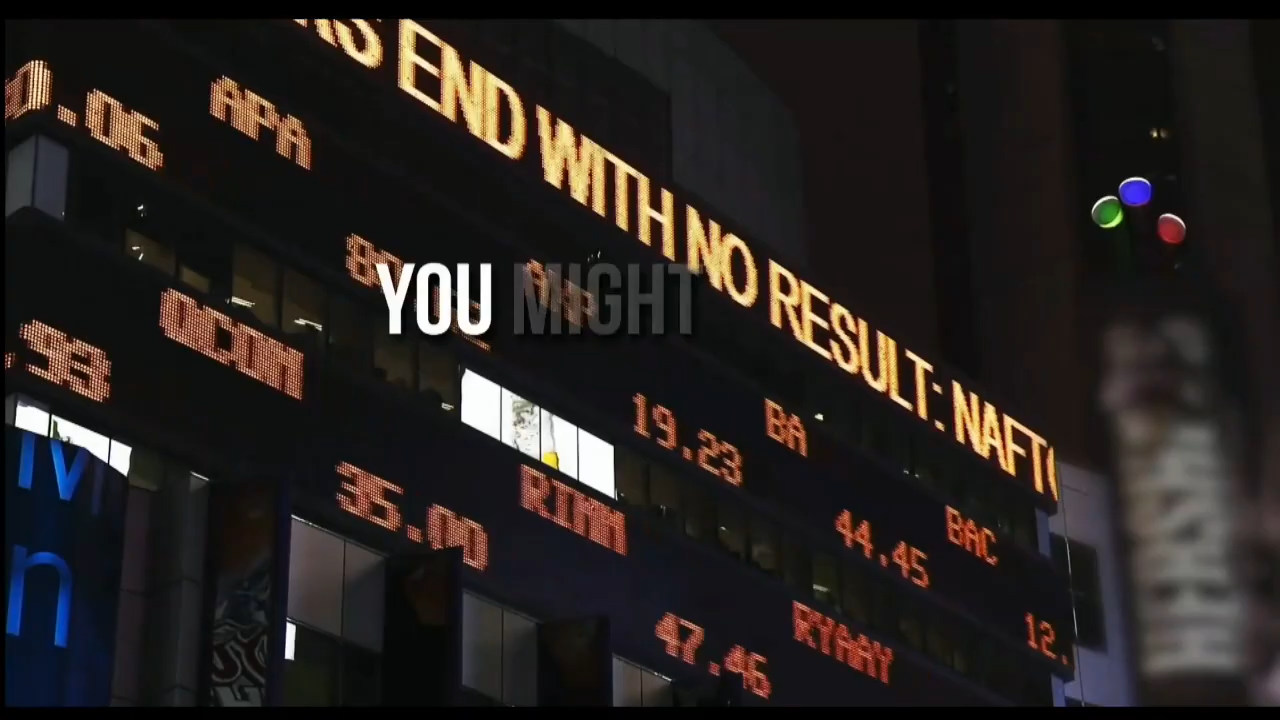 END WITH NO RESULT: NAFT
0.06 APA
YOU MIGHT
.93 QCOM
19.23 BA
35.00 RIMM
44.45 BAC
47.46 RYAAY
12.
n